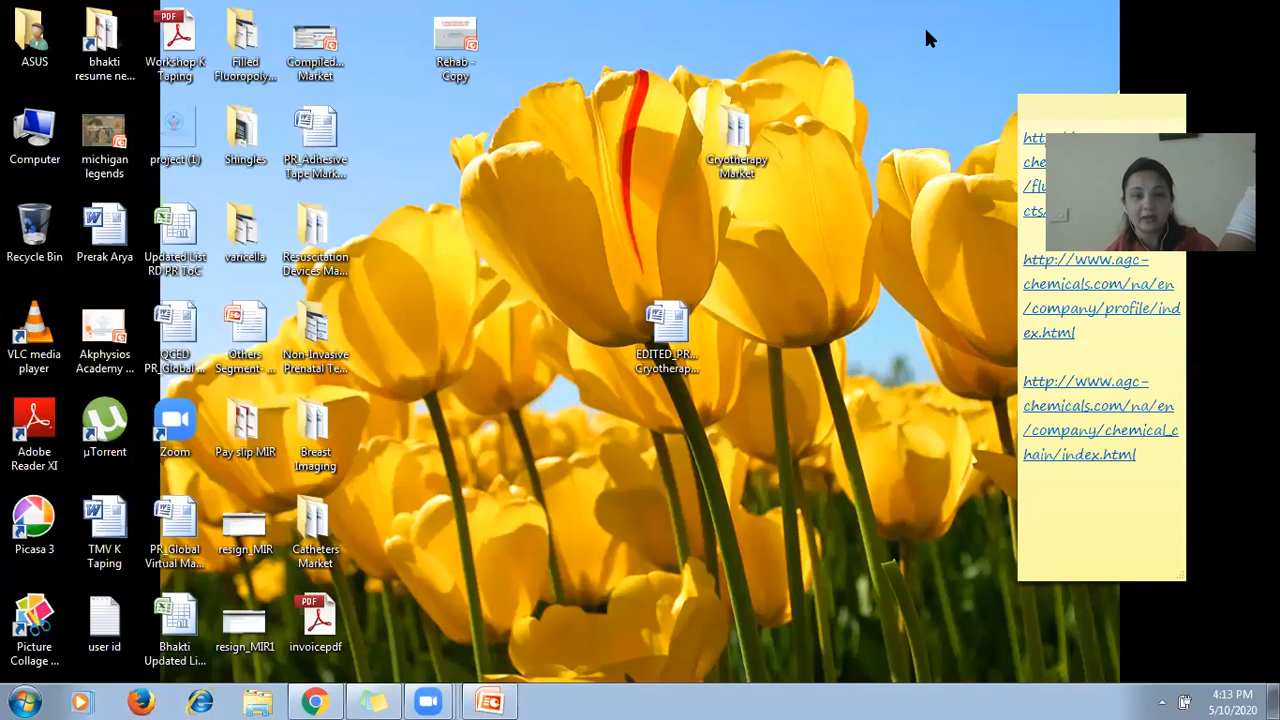 ASUS
bhakti
resume ne...
PDF
Workshop K
Taping
Filled
Fluoropoly...
Compiled...
Market
Rehab -
Copy
Computer
michigan
legends
project(1)
Shingles
PR_Adhesive
Tape Mark...
Cryotherapy
Market
Recycle Bin
Prerak Arya
Updated List
RD PR ToC
varicella
Resuscitation
Devices Ma...
VLC media
player
Akphysios
Academy ...
QCED
PR_Global ...
Others
Segment- ...
Non-Invasive
Prenatal Te...
EDITED_PR...
Cryotherap...
Adobe
Reader XI
µTorrent
Zoom
Pay slip MIR
Breast
Imaging
Picasa 3
TMV K
Taping
PR_Global
Virtual Ma...
resign_MIR
Catheters
Market
Picture
Collage ...
user id
Bhakti
Updated Li...
resign_MIR1
PDF
invoicepdf
http://www.agc-
chemicals.com/na/en
/company/profile/ind
ex.html
http://www.agc-
chemicals.com/na/en
/company/chemical_c
hain/index.html
4:13 PM
5/10/2020